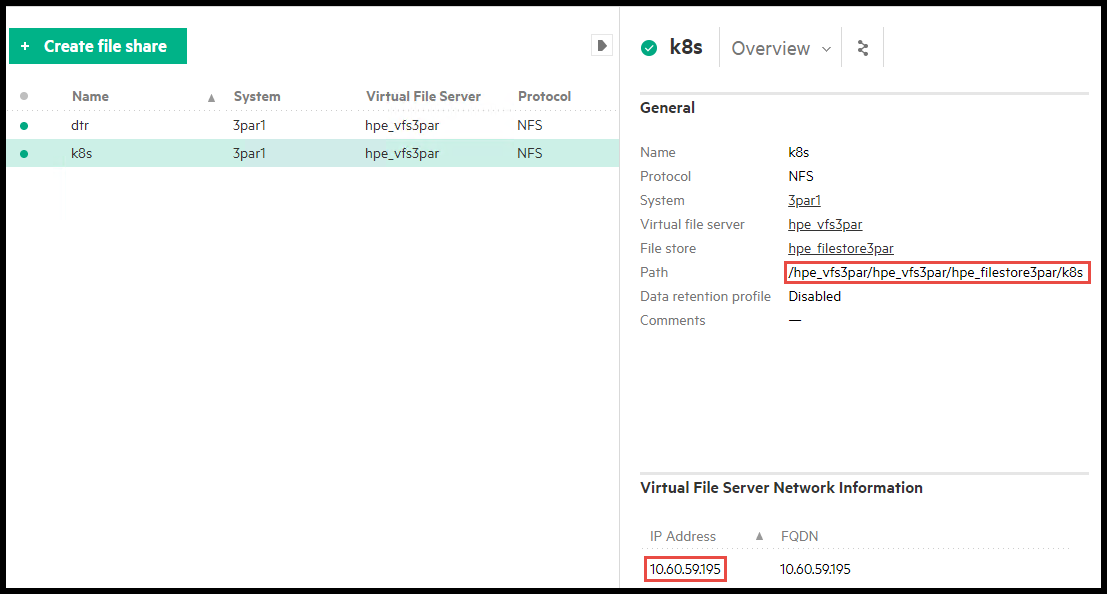 + Create file share
Name System Virtual File Server Protocol
dtr 3par1 hpe_vfs3par NFS
k8s 3par1 hpe_vfs3par NFS
k8s Overview
General
Name k8s
Protocol NFS
System 3par1
Virtual file server hpe_vfs3par
File store hpe_filestore3par
Path /hpe_vfs3par/hpe_vfs3par/hpe_filestore3par/k8s
Data retention profile Disabled
Comments —
Virtual File Server Network Information
IP Address FQDN
10.60.59.195 10.60.59.195